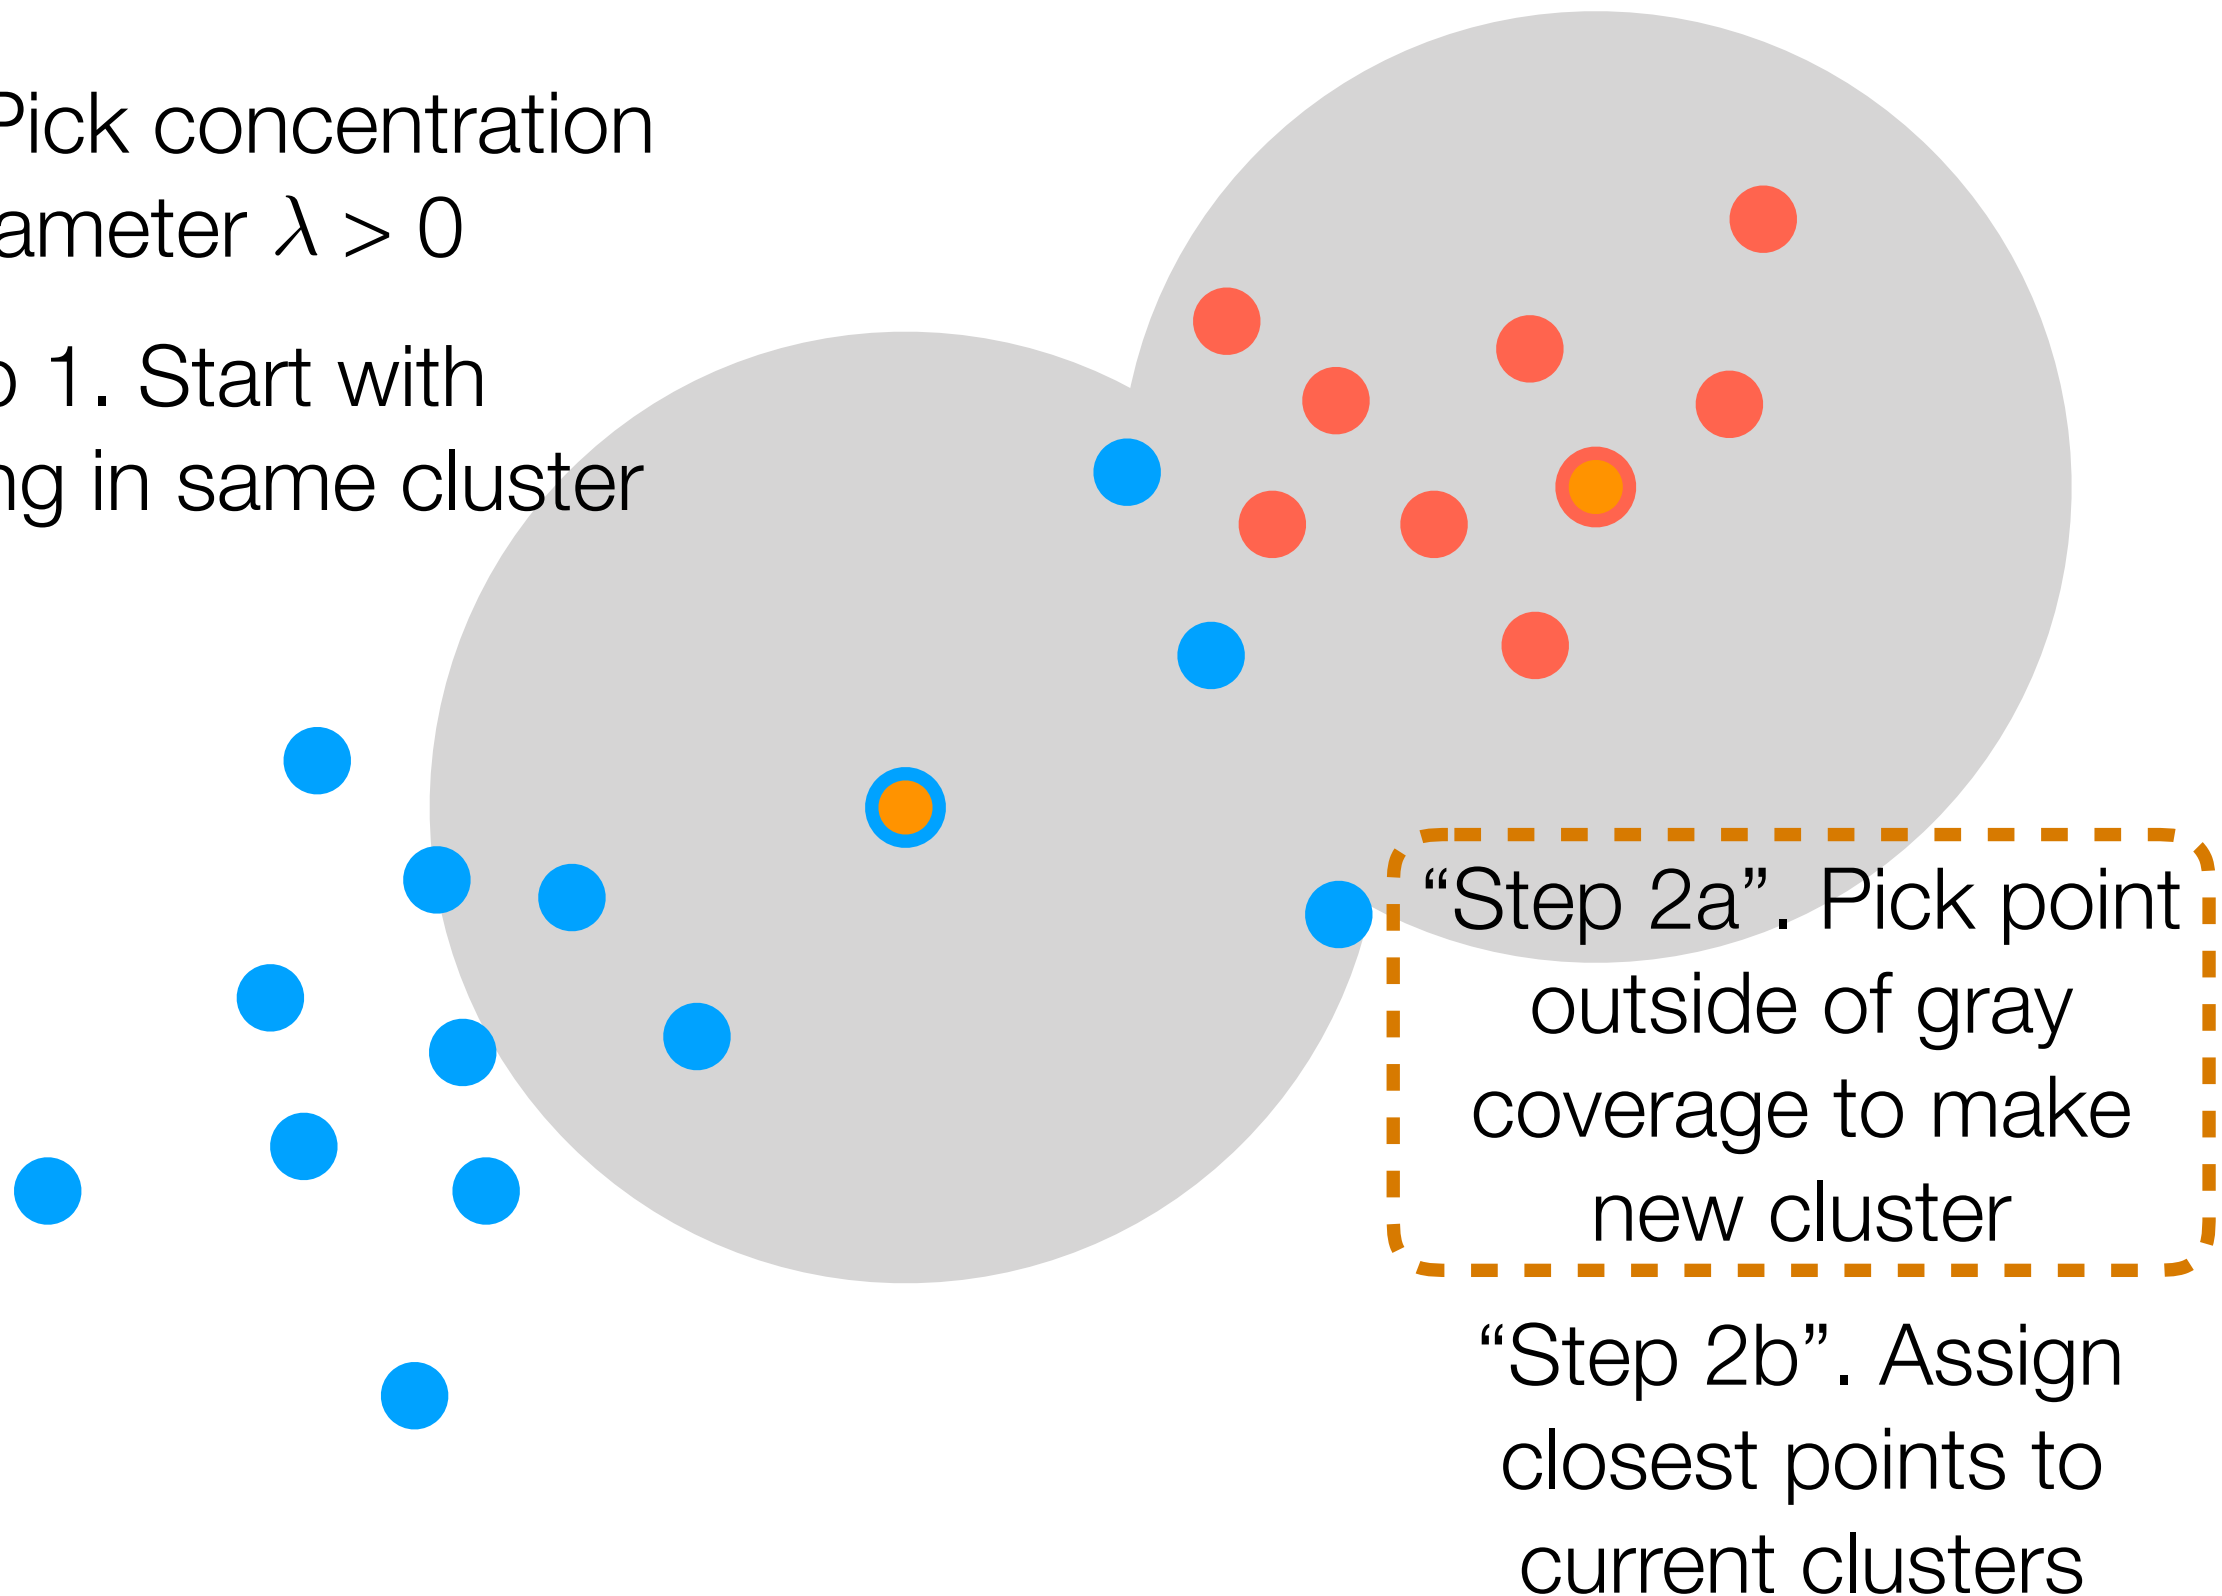 Pick concentration
ameter λ > 0
p 1. Start with
ng in same cluster
“Step 2a”. Pick point
outside of gray
coverage to make
new cluster
“Step 2b”. Assign
closest points to
current clusters